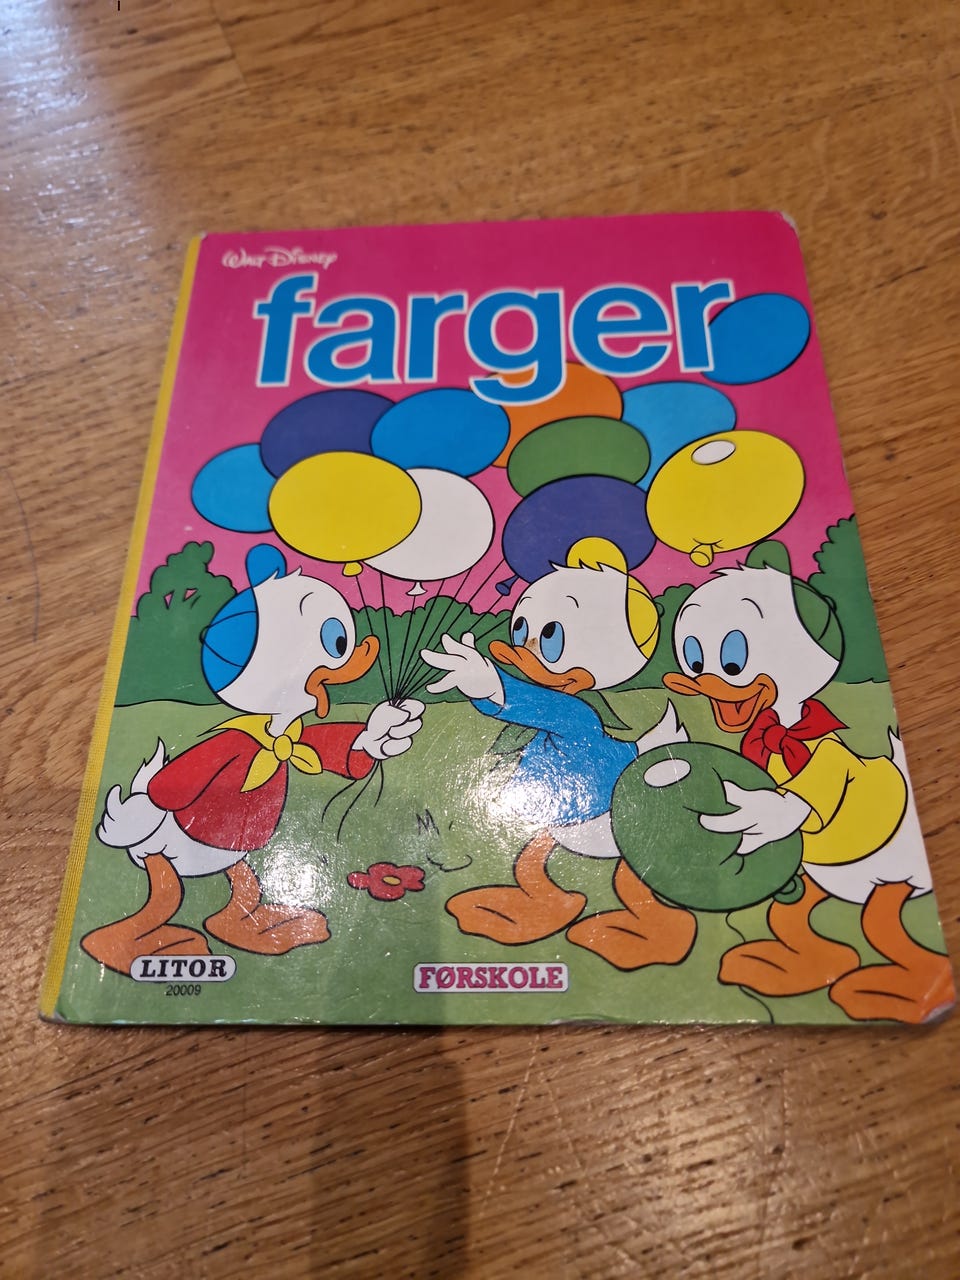 Walt Disney
farger
LITOR
20009
FØRSKOLE